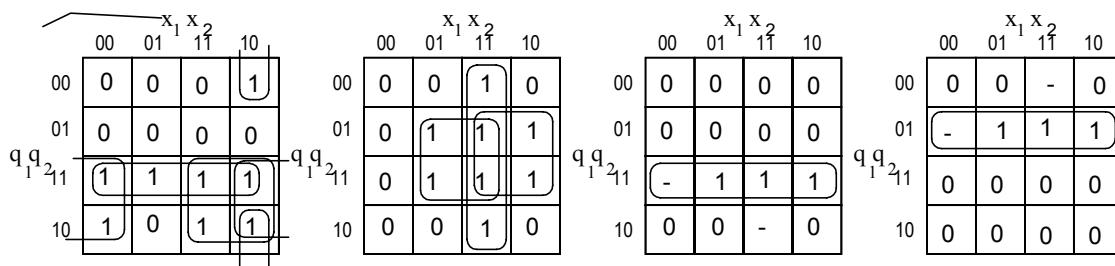 x1 x2 x1 x2 x1 x2 x1 x2
00 01 11 10 00 01 11 10 00 01 11 10 00 01 11 10
00 0 0 0 1 00 0 0 1 0 00 0 0 0 0 00 0 0 - 0
01 0 0 0 0 01 0 1 1 1 01 0 0 0 0 01 - 1 1 1
q1q2 q1q2 q1q2 q1q2
11 1 1 1 1 11 0 1 1 1 11 - 1 1 1 11 0 0 0 0
10 1 0 1 1 10 0 0 1 0 10 0 0 - 0 10 0 0 0 0